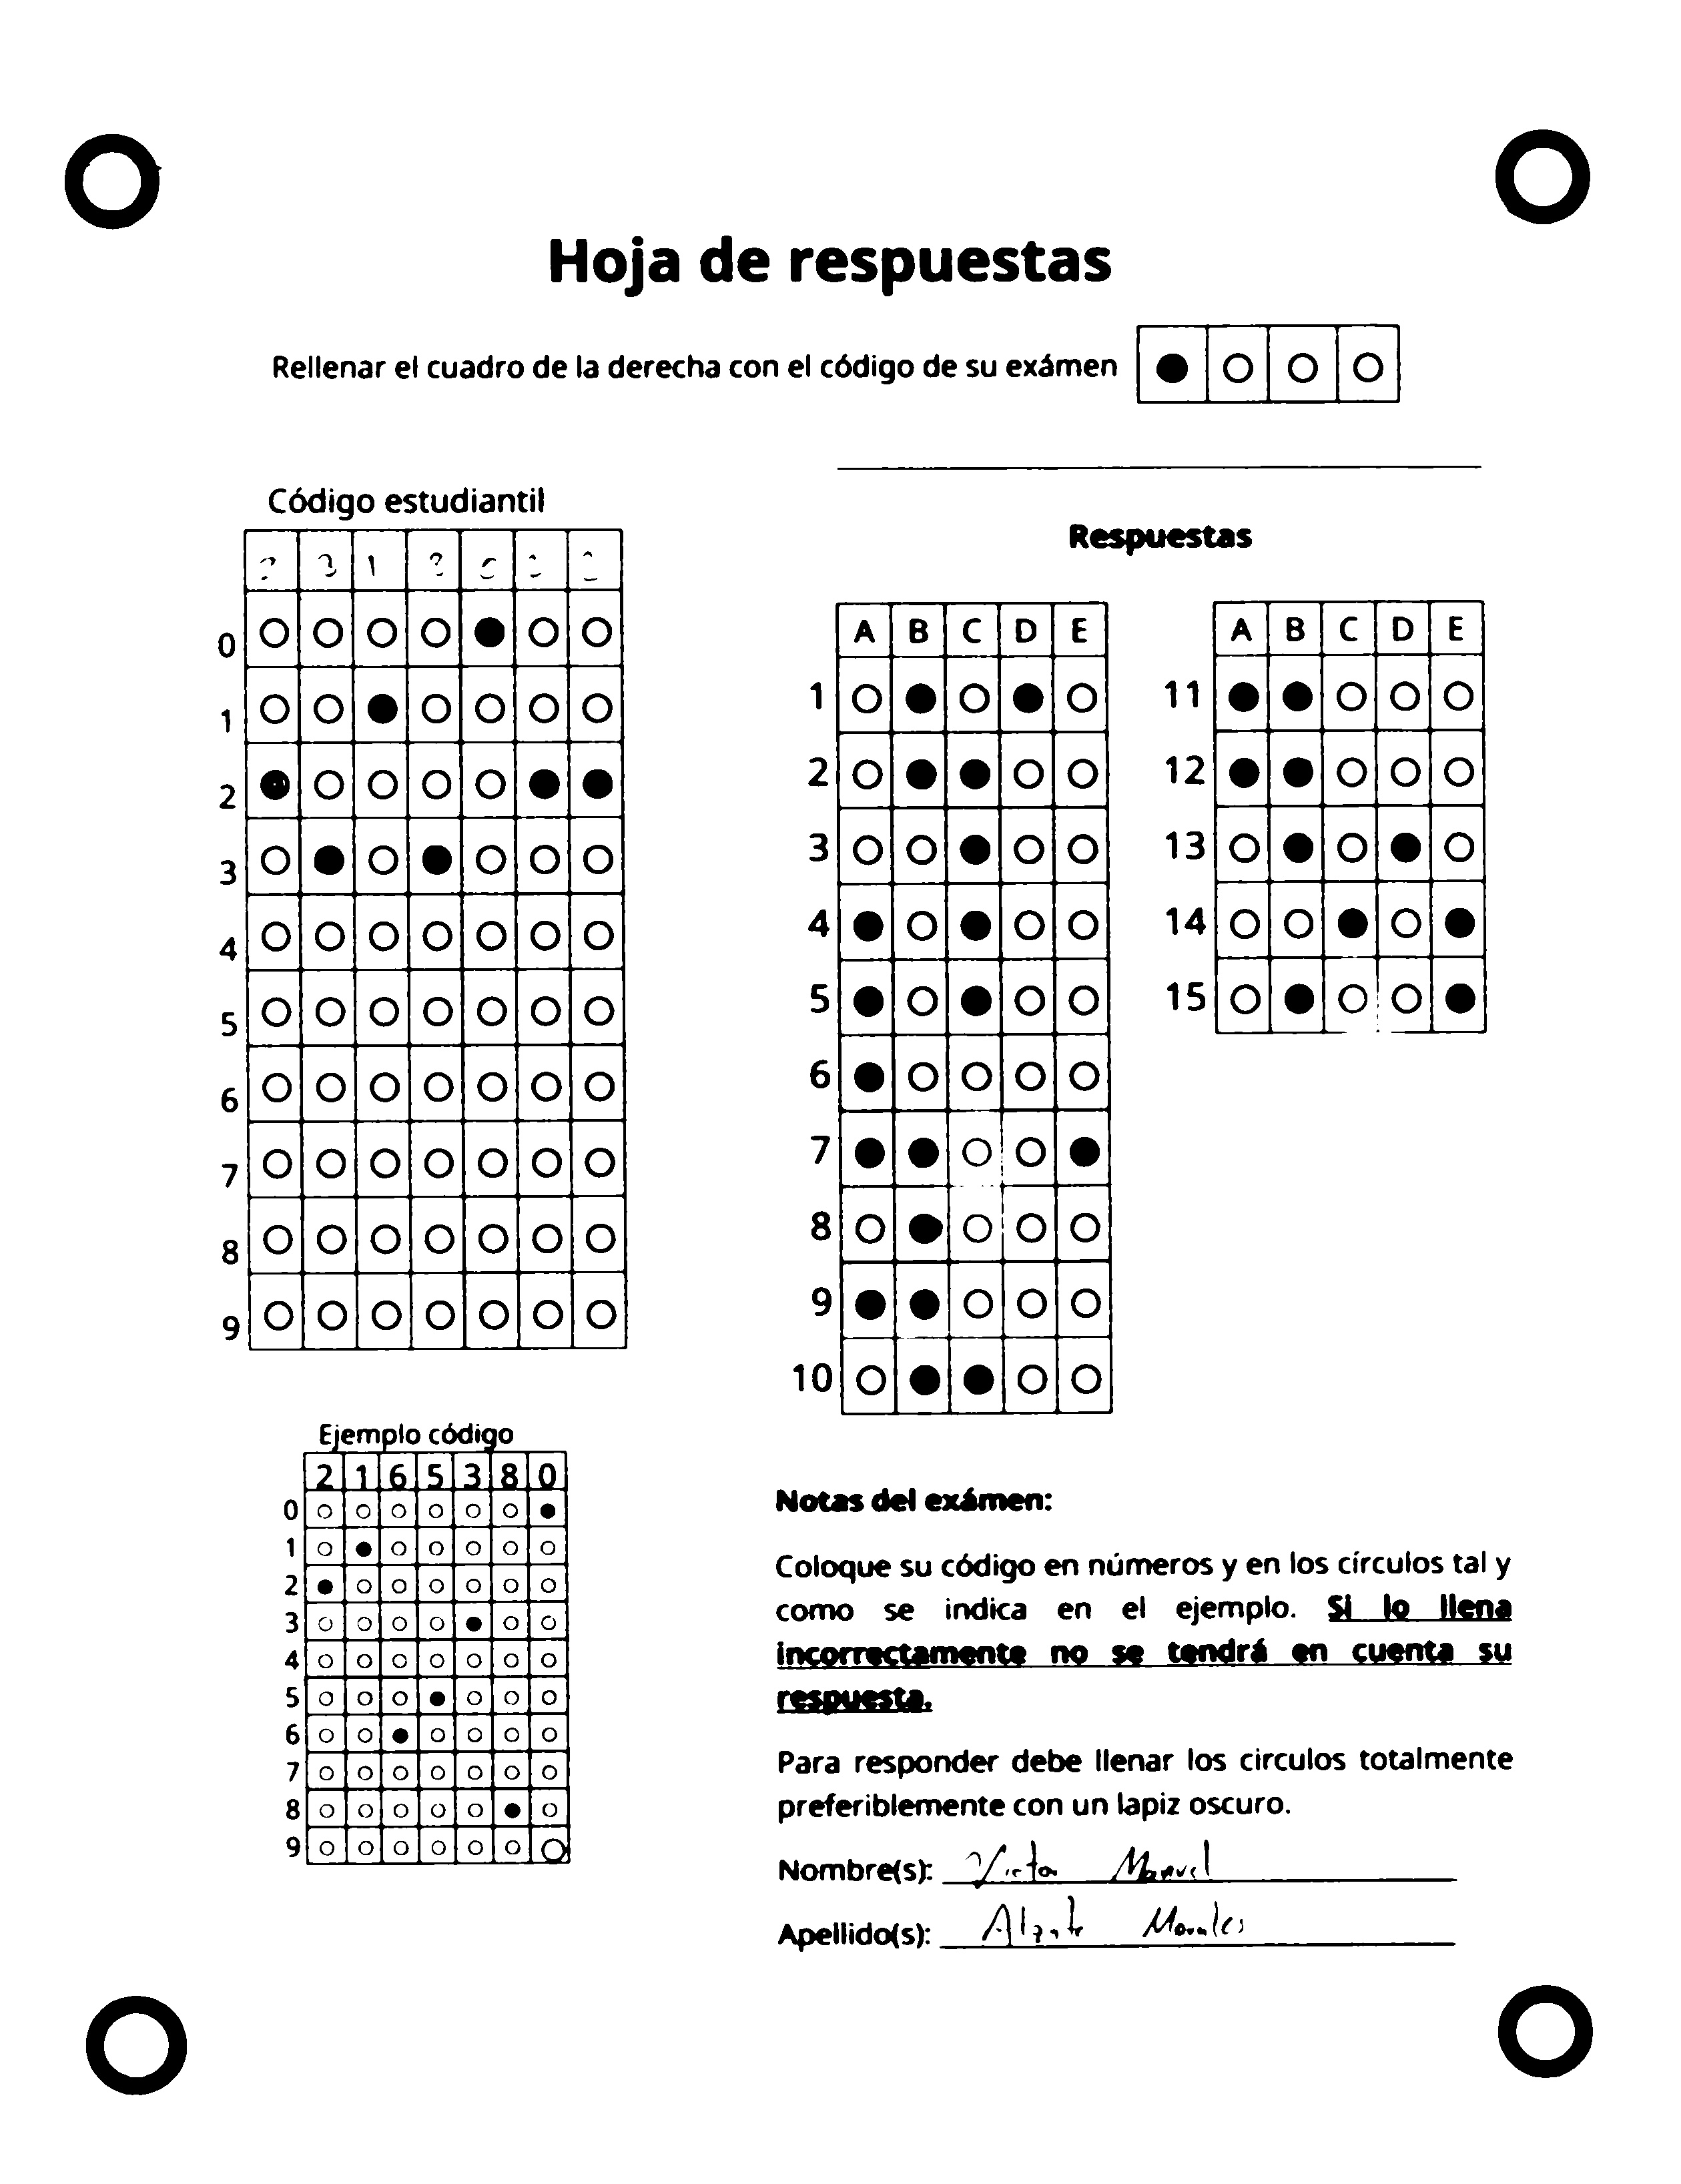 Hoja de respuestas
Rellenar el cuadro de la derecha con el código de su exámen
Código estudiantil
3 1 3
0
1
2
3
4
5
6
7
8
9
Ejemplo código
2 1 6 5 3 8 0
0
1
2
3
4
5
6
7
8
9
Respuestas
A B C D E
1
2
3
4
5
6
7
8
9
10
A B C D E
11
12
13
14
15
Notas del exámen:
Coloque su código en números y en los círculos tal y
como se indica en el ejemplo. Si lo llena
incorrectamente no se tendrá en cuenta su
respuesta.
Para responder debe llenar los circulos totalmente
preferiblemente con un lapiz oscuro.
Nombre(s): Victor Manuel
Apellido(s): Alzate Morales